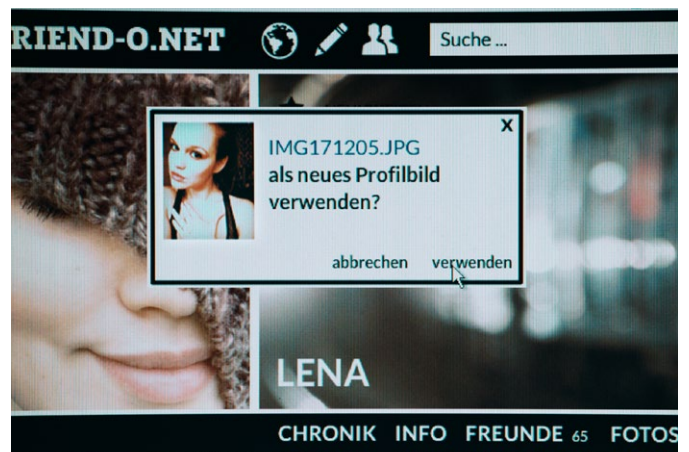 RIEND-O.NET
Suche ...
X
IMG171205.JPG
als neues Profilbild
verwenden?
abbrechen verwenden
LENA
CHRONIK INFO FREUNDE 65 FOTOS